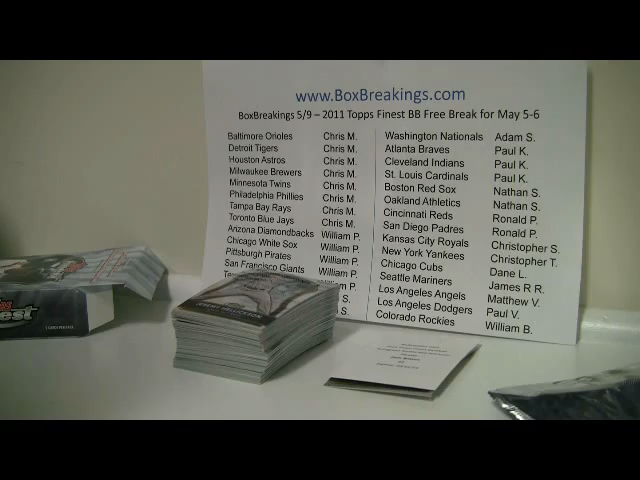 www.BoxBreakings.com
BoxBreakings 5/9 – 2011 Topps Finest BB Free Break for May 5-6
Baltimore Orioles Chris M.
Detroit Tigers Chris M.
Houston Astros Chris M.
Milwaukee Brewers Chris M.
Minnesota Twins Chris M.
Philadelphia Phillies Chris M.
Tampa Bay Rays Chris M.
Toronto Blue Jays Chris M.
Arizona Diamondbacks William P.
Chicago White Sox William P.
Pittsburgh Pirates William P.
San Francisco Giants William P.
S.
S.
Washington Nationals Adam S.
Atlanta Braves Paul K.
Cleveland Indians Paul K.
St. Louis Cardinals Paul K.
Boston Red Sox Nathan S.
Oakland Athletics Nathan S.
Cincinnati Reds Ronald P.
San Diego Padres Ronald P.
Kansas City Royals Christopher S.
New York Yankees Christopher T.
Chicago Cubs Dane L.
Seattle Mariners James R R.
Los Angeles Angels Matthew V.
Los Angeles Dodgers Paul V.
Colorado Rockies William B.